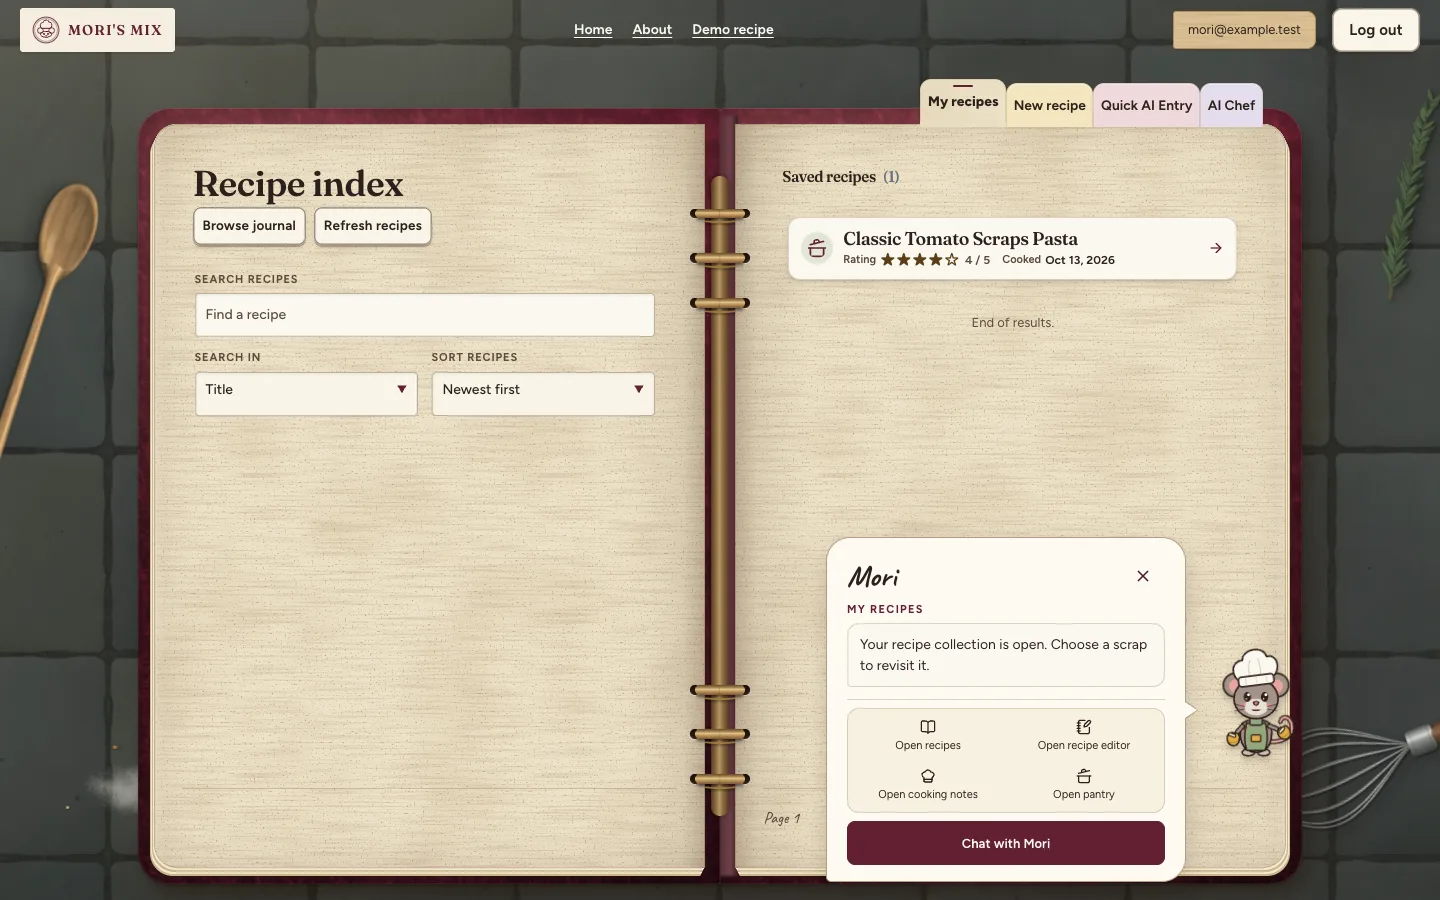 MORI'S MIX
Home About Demo recipe
mori@example.test
Log out
My recipes
New recipe
Quick AI Entry
AI Chef
Recipe index
Browse journal
Refresh recipes
SEARCH RECIPES
Find a recipe
SEARCH IN
Title
SORT RECIPES
Newest first
Saved recipes (1)
Classic Tomato Scraps Pasta
Rating 4 / 5 Cooked Oct 13, 2026
End of results.
Mori
MY RECIPES
Your recipe collection is open. Choose a scrap
to revisit it.
Open recipes
Open recipe editor
Open cooking notes
Open pantry
Chat with Mori
Page 1